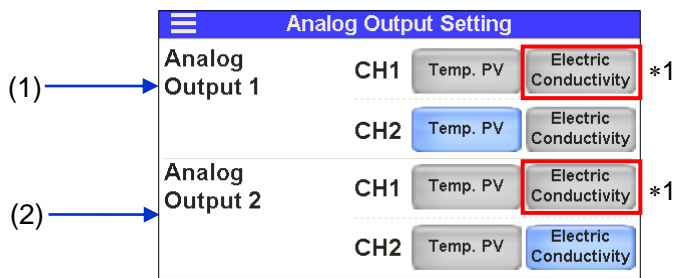 Analog Output Setting
(1)
Analog
Output 1
CH1
Temp. PV
Electric
Conductivity
*1
CH2
Temp. PV
Electric
Conductivity
(2)
Analog
Output 2
CH1
Temp. PV
Electric
Conductivity
*1
CH2
Temp. PV
Electric
Conductivity